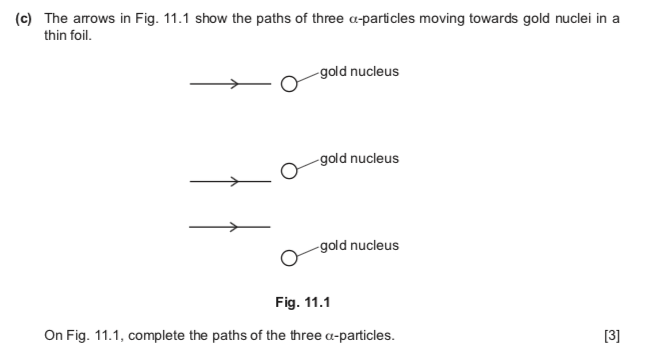 (c) The arrows in Fig. 11.1 show the paths of three α-particles moving towards gold nuclei in a
thin foil.
gold nucleus
gold nucleus
gold nucleus
Fig. 11.1
On Fig. 11.1, complete the paths of the three α-particles. [3]